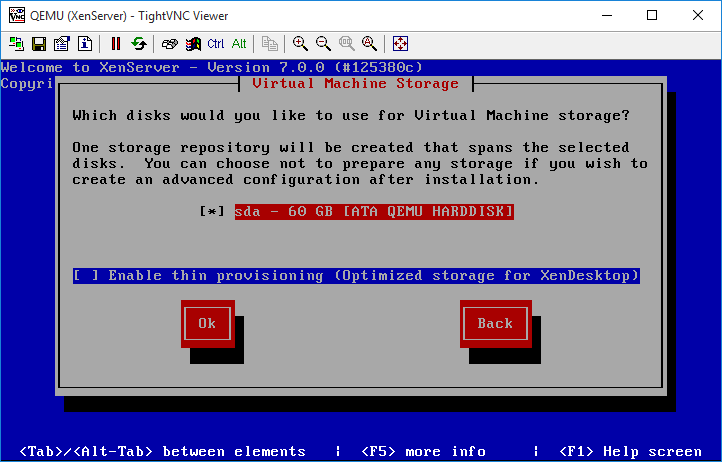 QEMU (XenServer) - TightVNC Viewer
Ctrl Alt
Welcome to XenServer - Version 7.0.0 (#125380c)
Copyri
Virtual Machine Storage
Which disks would you like to use for Virtual Machine storage?
One storage repository will be created that spans the selected
disks. You can choose not to prepare any storage if you wish to
create an advanced configuration after installation.
[*] sda - 60 GB [ATA QEMU HARDDISK]
[ ] Enable thin provisioning (Optimized storage for XenDesktop)
Ok Back
<Tab>/<Alt-Tab> between elements | <F5> more info | <F1> Help screen